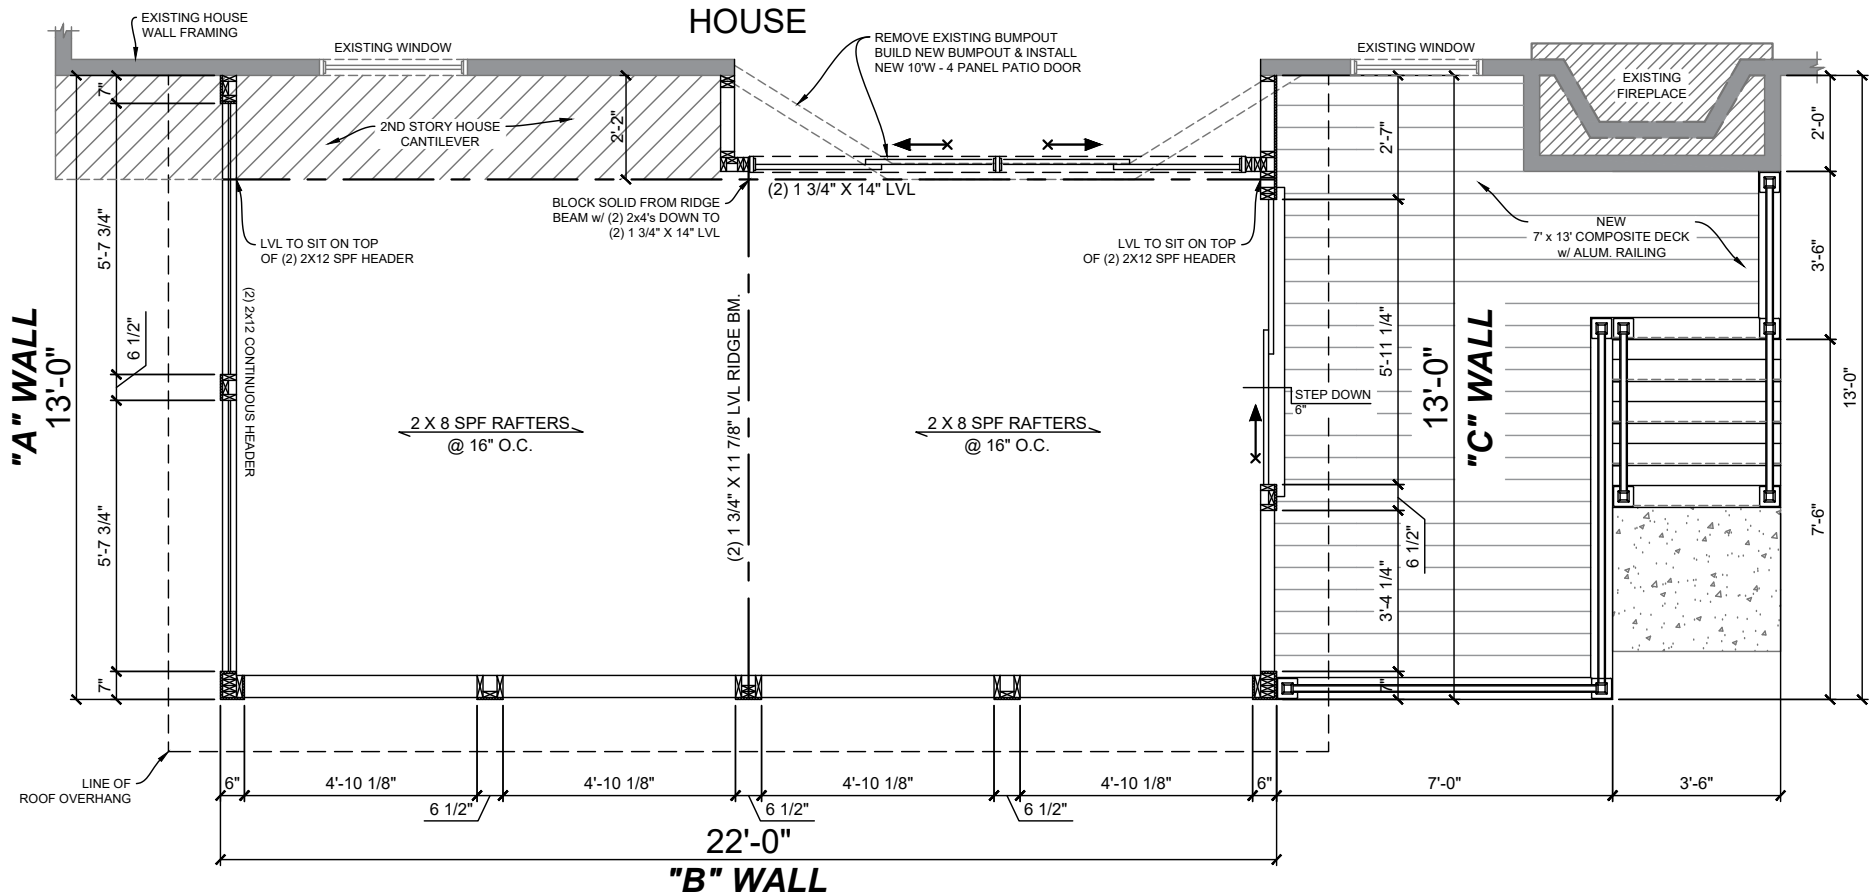 HOUSE
EXISTING HOUSE
WALL FRAMING
EXISTING WINDOW
REMOVE EXISTING BUMPOUT
BUILD NEW BUMPOUT & INSTALL
NEW 10'W - 4 PANEL PATIO DOOR
EXISTING WINDOW
EXISTING
FIREPLACE
7"
2ND STORY HOUSE
CANTILEVER
2'-2"
2'-7"
2'-0"
(2) 1 3/4" X 14" LVL
BLOCK SOLID FROM RIDGE
BEAM w/ (2) 2x4's DOWN TO
(2) 1 3/4" X 14" LVL
LVL TO SIT ON TOP
OF (2) 2X12 SPF HEADER
LVL TO SIT ON TOP
OF (2) 2X12 SPF HEADER
NEW
7' x 13' COMPOSITE DECK
w/ ALUM. RAILING
5'-7 3/4"
3'-6"
"A" WALL
13'-0"
6 1/2"
(2) 2x12 CONTINUOUS HEADER
(2) 1 3/4" X 11 7/8" LVL RIDGE BM.
5'-11 1/4"
13'-0"
"C" WALL
13'-0"
STEP DOWN
6"
2 X 8 SPF RAFTERS
@ 16" O.C.
2 X 8 SPF RAFTERS
@ 16" O.C.
5'-7 3/4"
6 1/2"
7'-6"
3'-4 1/4"
7"
7"
LINE OF
ROOF OVERHANG
6"
4'-10 1/8"
4'-10 1/8"
4'-10 1/8"
4'-10 1/8"
6"
7'-0"
3'-6"
6 1/2"
6 1/2"
6 1/2"
22'-0"
"B" WALL